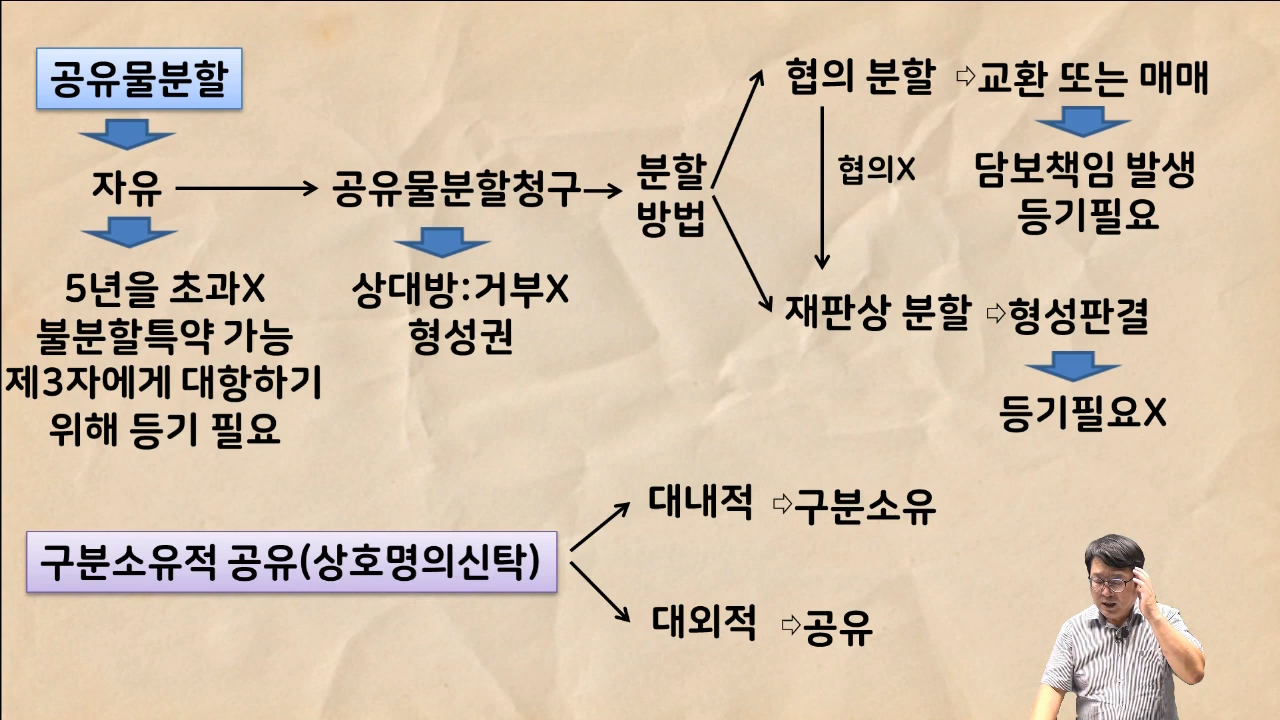 공유물분할
자유
5년을 초과X
불분할특약 가능
제3자에게 대항하기
위해 등기 필요
공유물분할청구
상대방:거부X
형성권
분할
방법
협의 분할
⇨교환 또는 매매
담보책임 발생
등기필요
협의X
재판상 분할
⇨형성판결
등기필요X
구분소유적 공유(상호명의신탁)
대내적
⇨구분소유
대외적
⇨공유